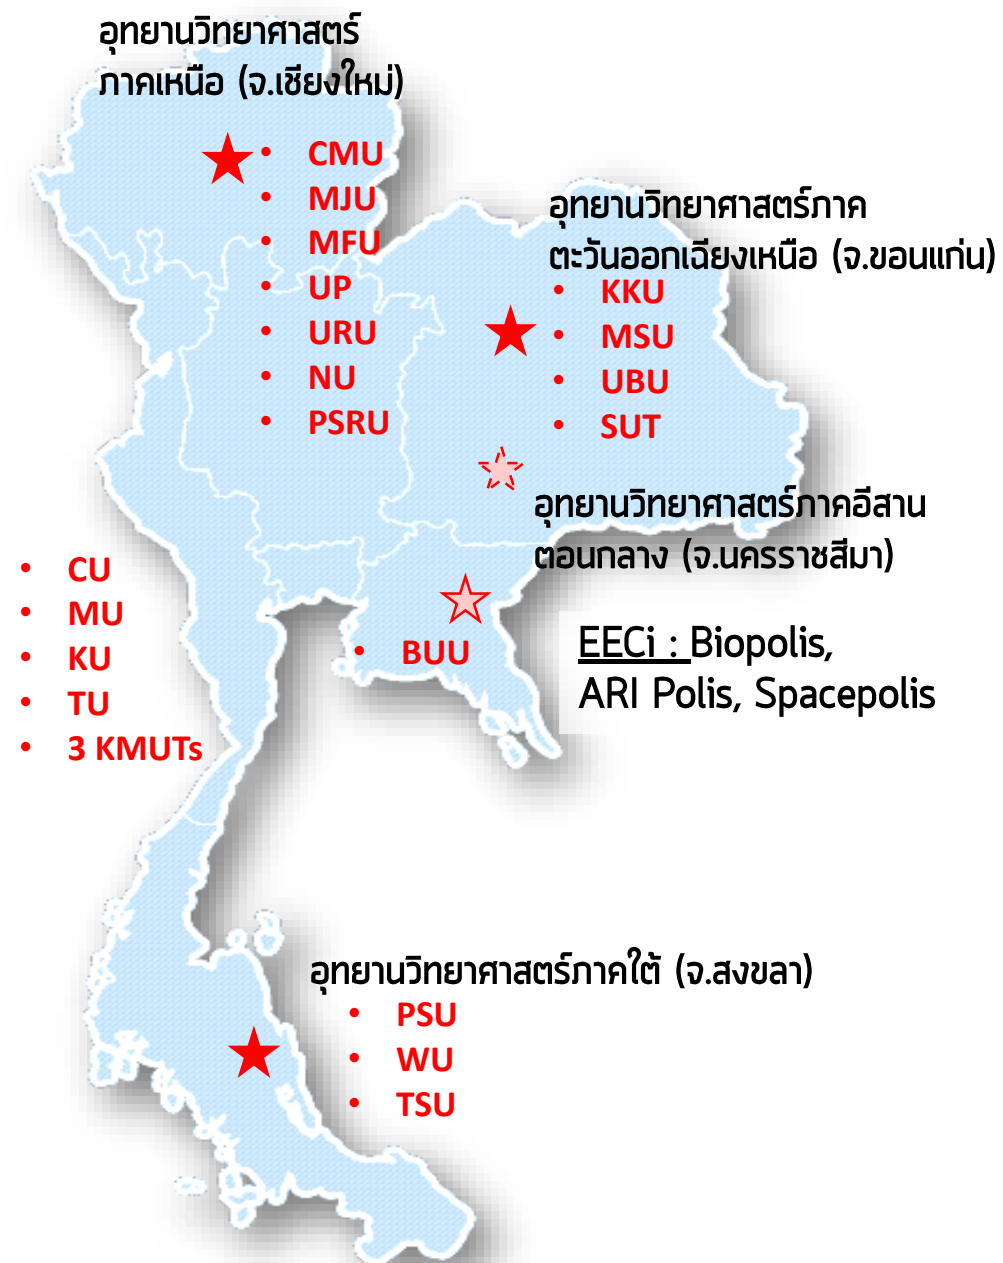 อุทยานวิทยาศาสตร์
ภาคเหนือ (จ.เชียงใหม่)
• CMU
• MJU
• MFU
• UP
• URU
• NU
• PSRU
อุทยานวิทยาศาสตร์ภาค
ตะวันออกเฉียงเหนือ (จ.ขอนแก่น)
• KKU
• MSU
• UBU
• SUT
อุทยานวิทยาศาสตร์ภาคอีสาน
ตอนกลาง (จ.นครราชสีมา)
• CU
• MU
• KU
• TU
• 3 KMUTs
• BUU
EECi : Biopolis,
ARI Polis, Spacepolis
อุทยานวิทยาศาสตร์ภาคใต้ (จ.สงขลา)
• PSU
• WU
• TSU